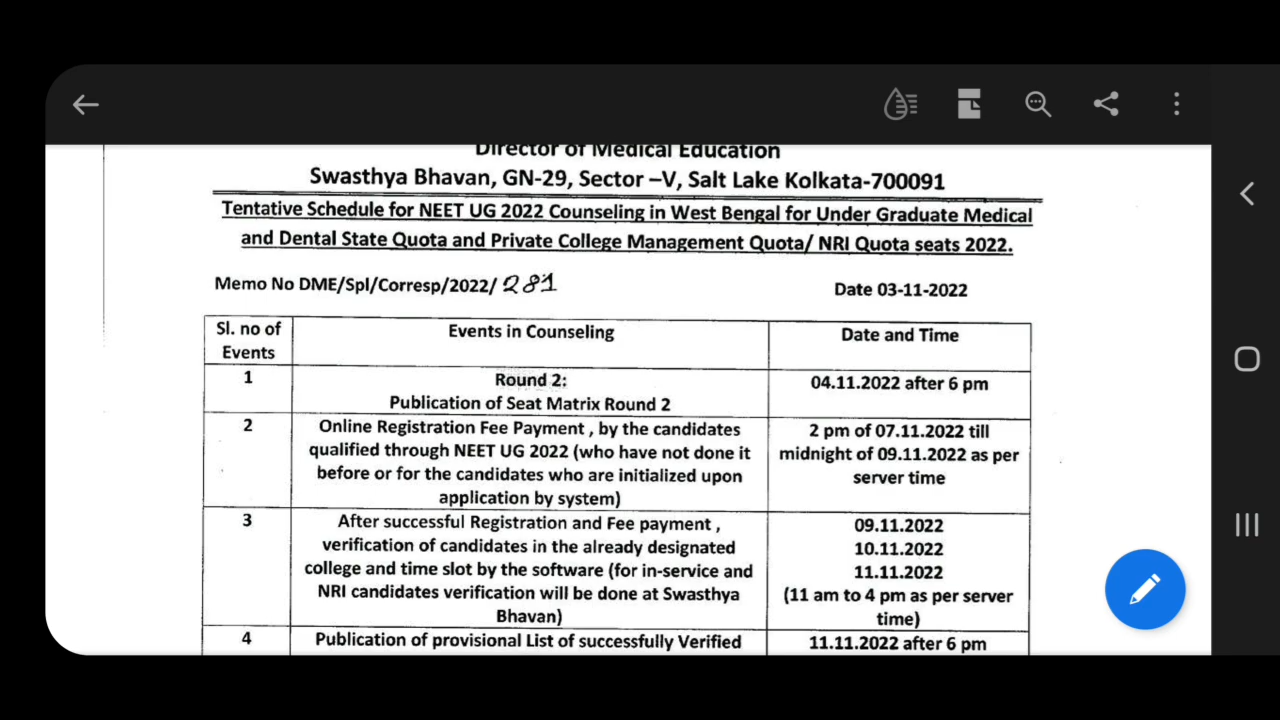 Director of Medical Education
Swasthya Bhavan, GN-29, Sector –V, Salt Lake Kolkata-700091
Tentative Schedule for NEET UG 2022 Counseling in West Bengal for Under Graduate Medical
and Dental State Quota and Private College Management Quota/ NRI Quota seats 2022.
Memo No DME/Spl/Corresp/2022/ 281
Date 03-11-2022
Sl. no of
Events
Events in Counseling
Date and Time
1
Round 2:
Publication of Seat Matrix Round 2
04.11.2022 after 6 pm
2
Online Registration Fee Payment , by the candidates
qualified through NEET UG 2022 (who have not done it
before or for the candidates who are initialized upon
application by system)
2 pm of 07.11.2022 till
midnight of 09.11.2022 as per
server time
3
After successful Registration and Fee payment ,
verification of candidates in the already designated
college and time slot by the software (for in-service and
NRI candidates verification will be done at Swasthya
Bhavan)
09.11.2022
10.11.2022
11.11.2022
(11 am to 4 pm as per server
time)
4
Publication of provisional List of successfully Verified
11.11.2022 after 6 pm